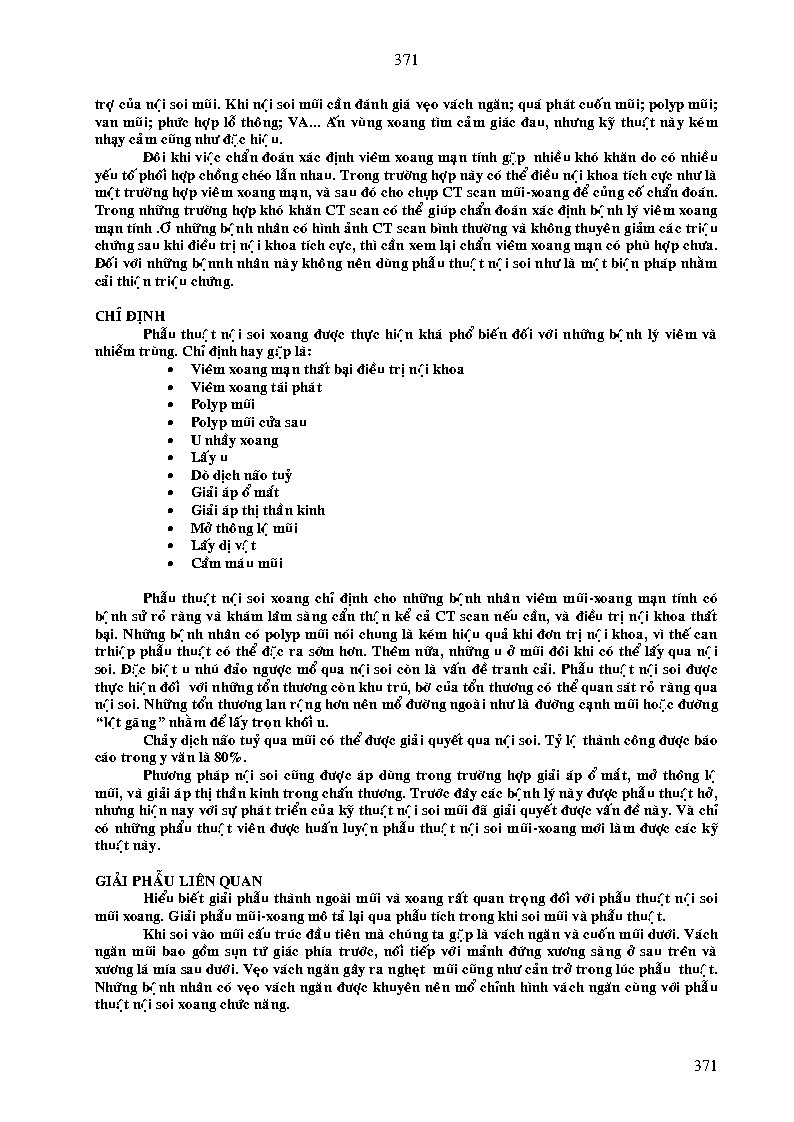 371
trợ của nội soi mũi. Khi nội soi mũi cần đánh giá vẹo vách ngăn; quá phát cuốn mũi; polyp mũi;
van mũi; phức hợp lỗ thông; VA... Ấn vùng xoang tìm cảm giác đau, nhưng kỹ thuật này kém
nhạy cảm cũng như đặc hiệu.
Đôi khi việc chẩn đoán xác định viêm xoang mạn tính gặp nhiều khó khăn do có nhiều
yếu tố phối hợp chồng chéo lẫn nhau. Trong trường hợp này có thể điều nội khoa tích cực như là
một trường hợp viêm xoang mạn, và sau đó cho chụp CT scan mũi-xoang để củng cố chẩn đoán.
Trong những trường hợp khó khăn CT scan có thể giúp chẩn đoán xác định bệnh lý viêm xoang
mạn tính .Ở những bệnh nhân có hình ảnh CT scan bình thường và không thuyên giảm các triệu
chứng sau khi điều trị nội khoa tích cực, thì cần xem lại chẩn viêm xoang mạn có phù hợp chưa.
Đối với những bệnnh nhân này không nên dùng phẫu thuật nội soi như là một biện pháp nhằm
cải thiện triệu chứng.
CHỈ ĐỊNH
Phẫu thuật nội soi xoang được thực hiện khá phổ biến đối với những bệnh lý viêm và
nhiễm trùng. Chỉ định hay gặp là:
• Viêm xoang mạn thất bại điều trị nội khoa
• Viêm xoang tái phát
• Polyp mũi
• Polyp mũi cửa sau
• U nhầy xoang
• Lấy u
• Dò dịch não tuỷ
• Giải áp ổ mắt
• Giải áp thị thần kinh
• Mở thông lệ mũi
• Lấy dị vật
• Cầm máu mũi
Phẫu thuật nội soi xoang chỉ định cho những bệnh nhân viêm mũi-xoang mạn tính có
bệnh sử rỏ ràng và khám lâm sàng cẩn thận kể cả CT scan nếu cần, và điều trị nội khoa thất
bại. Những bệnh nhân có polyp mũi nói chung là kém hiệu quả khi đơn trị nội khoa, vì thế can
trhiệp phẫu thuật có thể đặc ra sớm hơn. Thêm nữa, những u ở mũi đôi khi có thể lấy qua nội
soi. Đặc biệt u nhú đảo ngược mổ qua nội soi còn là vấn đề tranh cải. Phẫu thuật nội soi được
thực hiện đối với những tổn thương còn khu trú, bờ của tổn thương có thể quan sát rỏ ràng qua
nội soi. Những tổn thương lan rộng hơn nên mổ đường ngoài như là đường cạnh mũi hoặc đường
“lột găng” nhằm để lấy trọn khối u.
Chảy dịch não tuỷ qua mũi có thể được giải quyết qua nội soi. Tỷ lệ thành công được báo
cáo trong y văn là 80%.
Phương pháp nội soi cũng được áp dùng trong trường hợp giải áp ổ mắt, mở thông lệ
mũi, và giải áp thị thần kinh trong chấn thương. Trước đây các bệnh lý này được phẫu thuật hở,
nhưng hiện nay với sự phát triển của kỹ thuật nội soi mũi đã giải quyết được vấn đề này. Và chỉ
có những phẩu thuật viên được huấn luyện phẫu thuật nội soi mũi-xoang mới làm được các kỹ
thuật này.
GIẢI PHẪU LIÊN QUAN
Hiểu biết giải phẫu thành ngoài mũi và xoang rất quan trọng đối với phẫu thuật nội soi
mũi xoang. Giải phẫu mũi-xoang mô tả lại qua phẫu tích trong khi soi mũi và phẫu thuật.
Khi soi vào mũi cấu trúc đầu tiên mà chúng ta gặp là vách ngăn và cuốn mũi dưới. Vách
ngăn mũi bao gồm sụn tứ giác phía trước, nối tiếp với mảnh đứng xương sàng ở sau trên và
xương lá mía sau dưới. Vẹo vách ngăn gây ra nghẹt mũi cũng như cản trở trong lúc phẫu thuật.
Những bệnh nhân có vẹo vách ngăn được khuyên nên mổ chỉnh hình vách ngăn cùng với phẫu
thuật nội soi xoang chức năng.
371